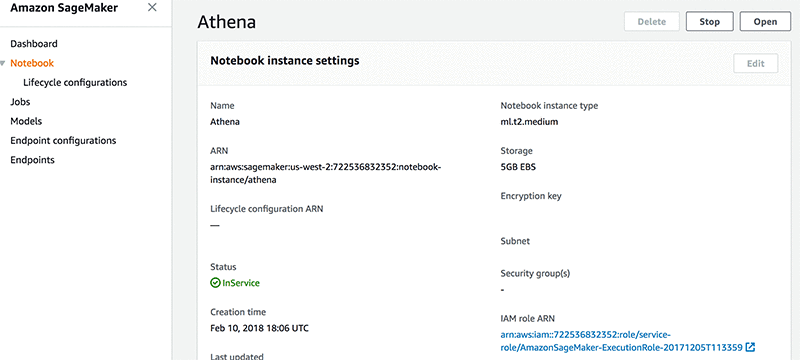 Amazon SageMaker
Dashboard
Notebook
Lifecycle configurations
Jobs
Models
Endpoint configurations
Endpoints
Athena
Delete
Stop
Open
Notebook instance settings
Edit
Name
Athena
ARN
arn:aws:sagemaker:us-west-2:722536832352:notebook-
instance/athena
Lifecycle configuration ARN
—
Status
InService
Creation time
Feb 10, 2018 18:06 UTC
Last updated
Notebook instance type
ml.t2.medium
Storage
5GB EBS
Encryption key
Subnet
Security group(s)
-
IAM role ARN
arn:aws:iam::722536832352:role/service-
role/AmazonSageMaker-ExecutionRole-20171205T113359